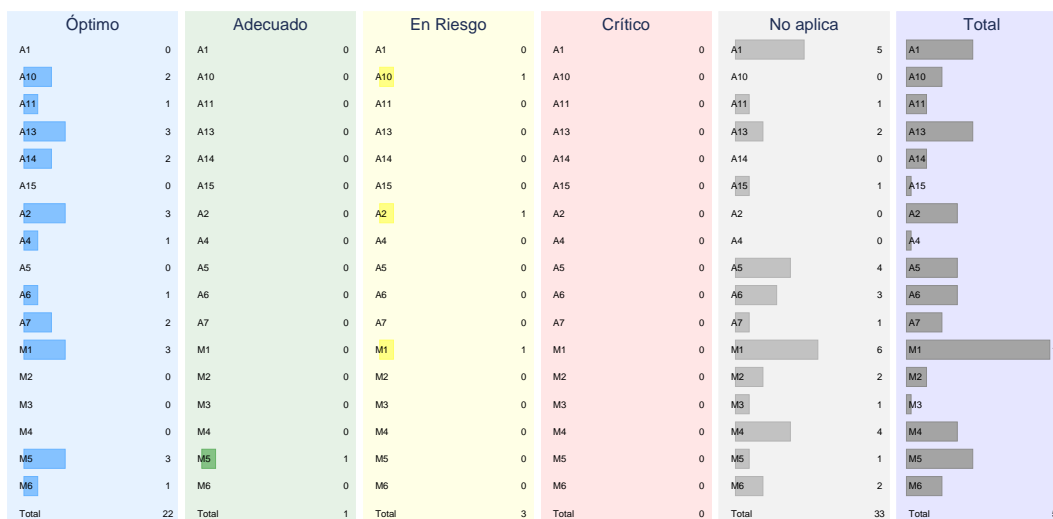 Óptimo Adecuado En Riesgo Crítico No aplica Total
A1 0 A1 0 A1 0 A1 0 A1 5 A1
A10 2 A10 0 A10 1 A10 0 A10 0 A10
A11 1 A11 0 A11 0 A11 0 A11 1 A11
A13 3 A13 0 A13 0 A13 0 A13 2 A13
A14 2 A14 0 A14 0 A14 0 A14 0 A14
A15 0 A15 0 A15 0 A15 0 A15 1 A15
A2 3 A2 0 A2 1 A2 0 A2 0 A2
A4 1 A4 0 A4 0 A4 0 A4 0 A4
A5 0 A5 0 A5 0 A5 0 A5 4 A5
A6 1 A6 0 A6 0 A6 0 A6 3 A6
A7 2 A7 0 A7 0 A7 0 A7 1 A7
M1 3 M1 0 M1 1 M1 0 M1 6 M1
M2 0 M2 0 M2 0 M2 0 M2 2 M2
M3 0 M3 0 M3 0 M3 0 M3 1 M3
M4 0 M4 0 M4 0 M4 0 M4 4 M4
M5 3 M5 1 M5 0 M5 0 M5 1 M5
M6 1 M6 0 M6 0 M6 0 M6 2 M6
Total 22 Total 1 Total 3 Total 0 Total 33 Total